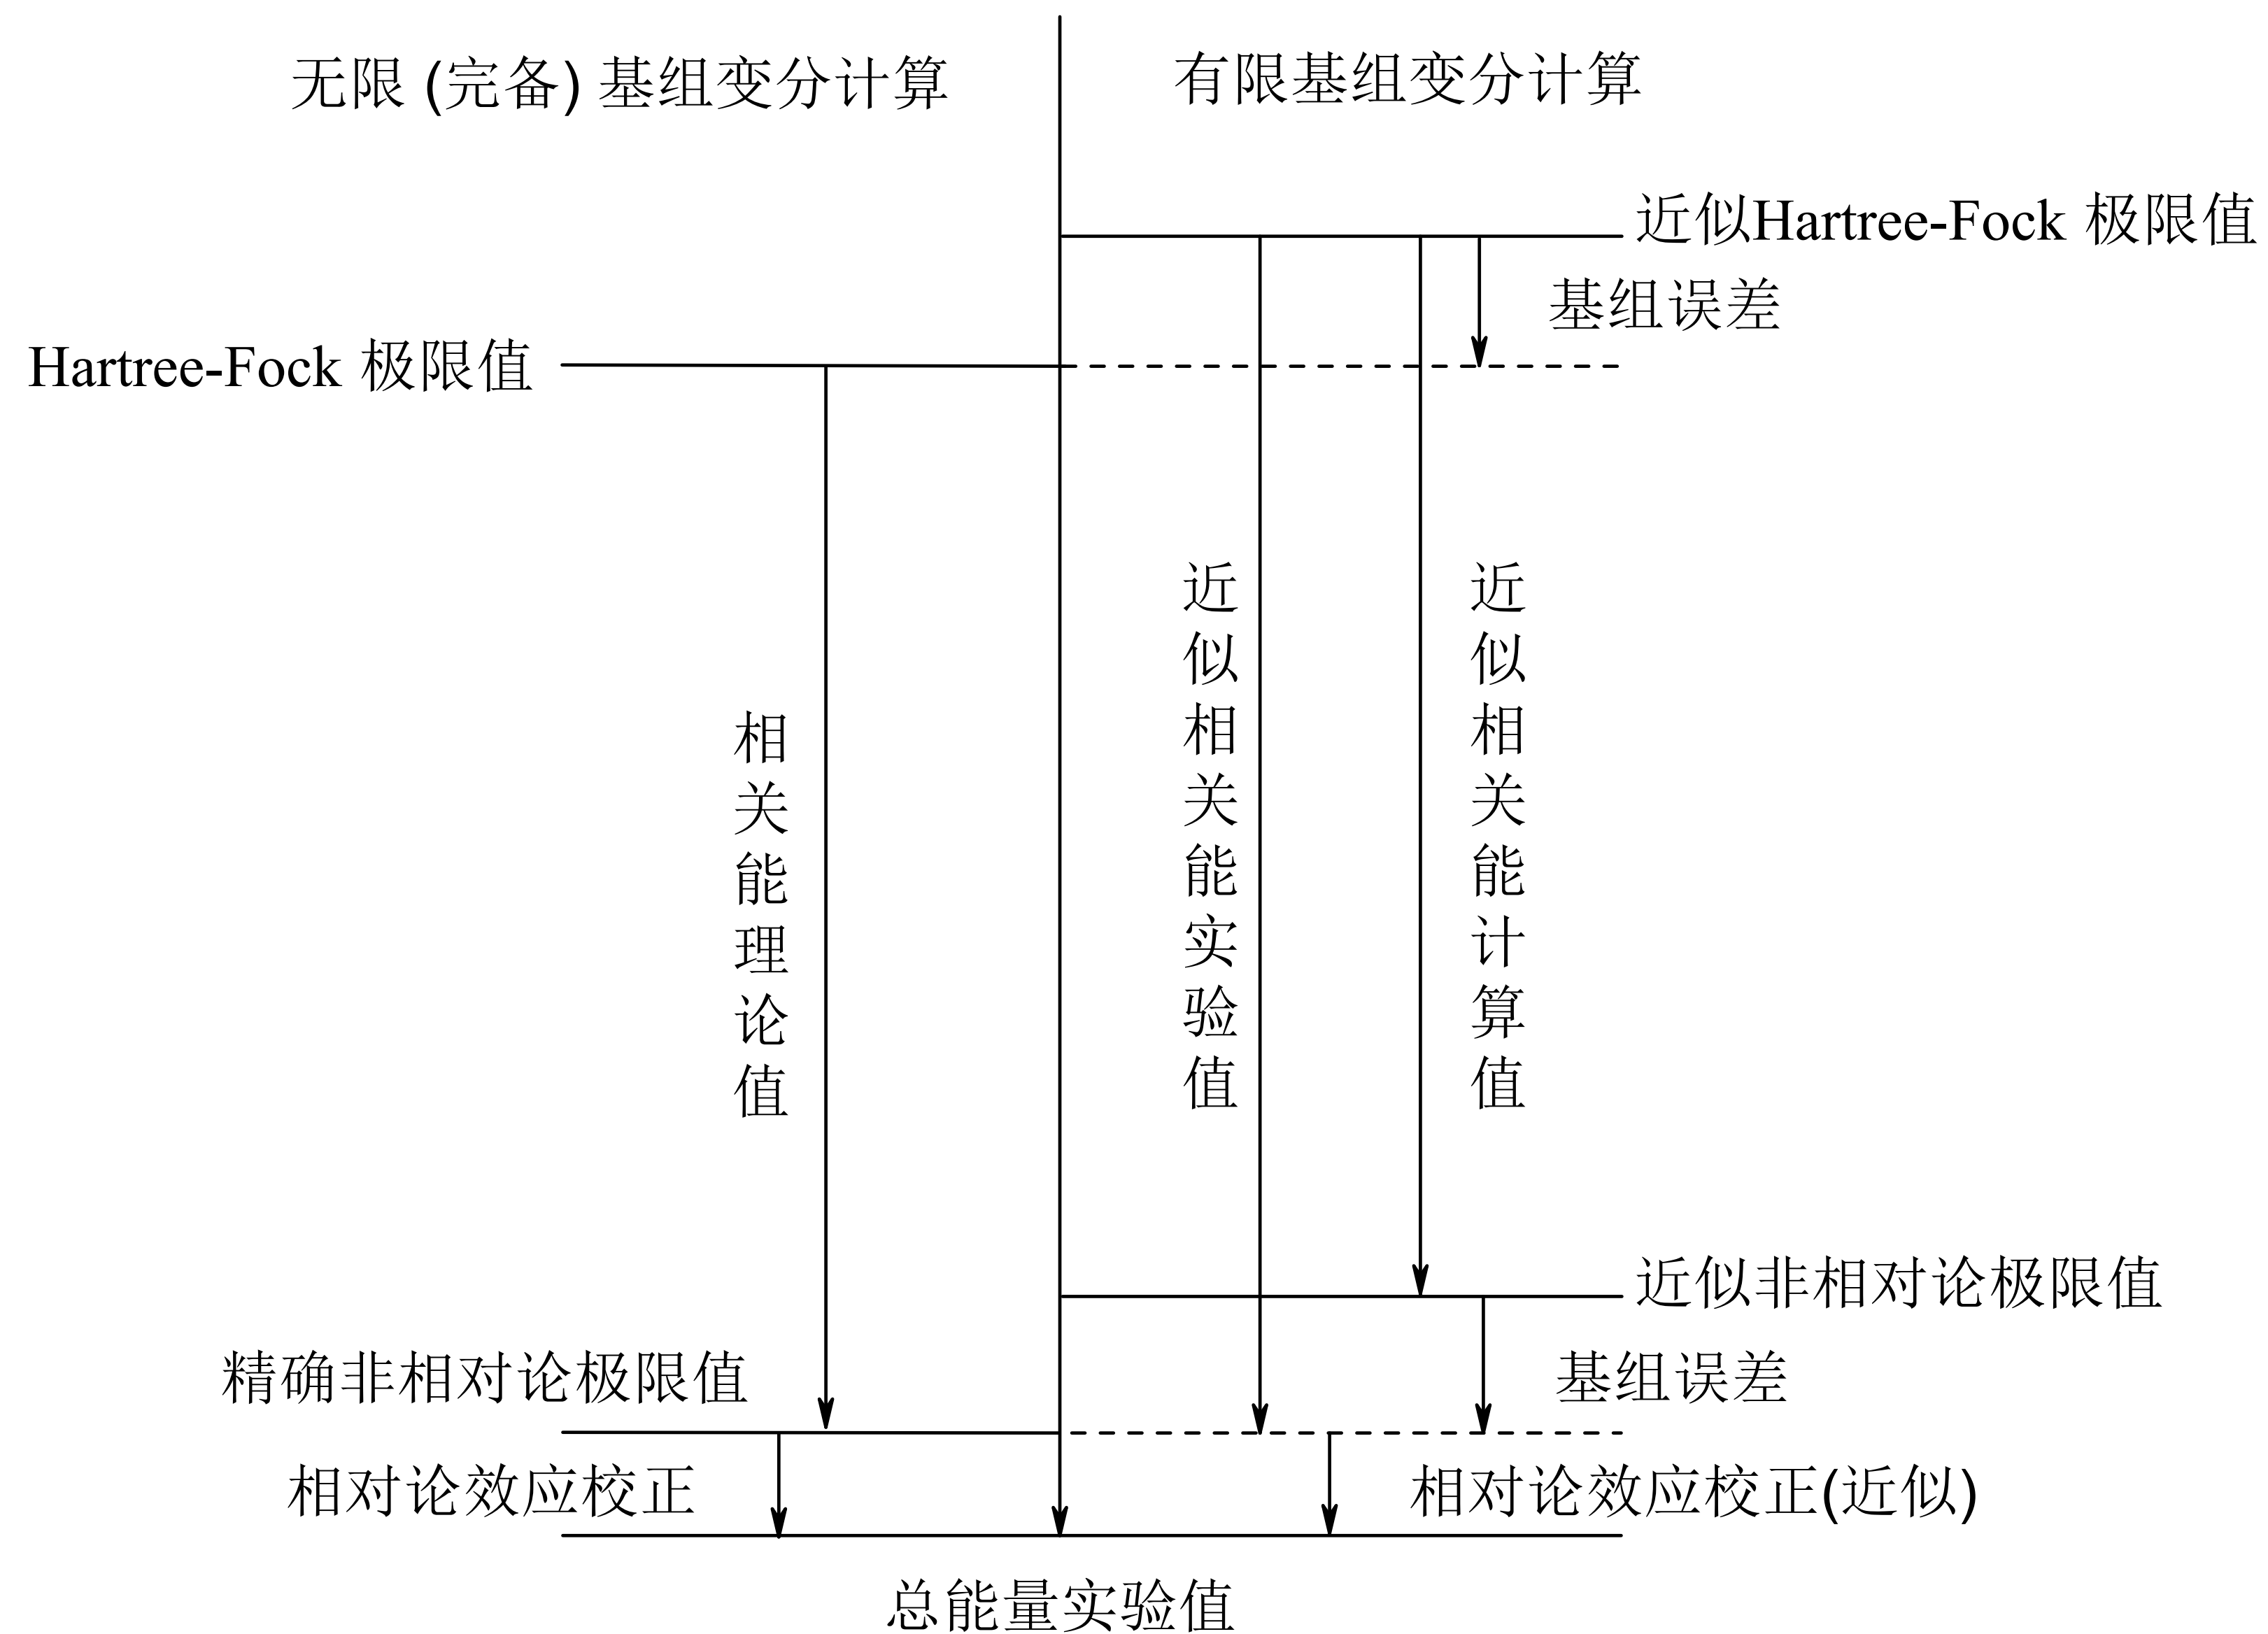 无限 (完备) 基组变分计算
有限基组变分计算
近似Hartree-Fock 极限值
基组误差
Hartree-Fock 极限值
相关能理论值
近似相关能实验值
近似相关能计算值
近似非相对论极限值
精确非相对论极限值
基组误差
相对论效应校正
相对论效应校正(近似)
总能量实验值